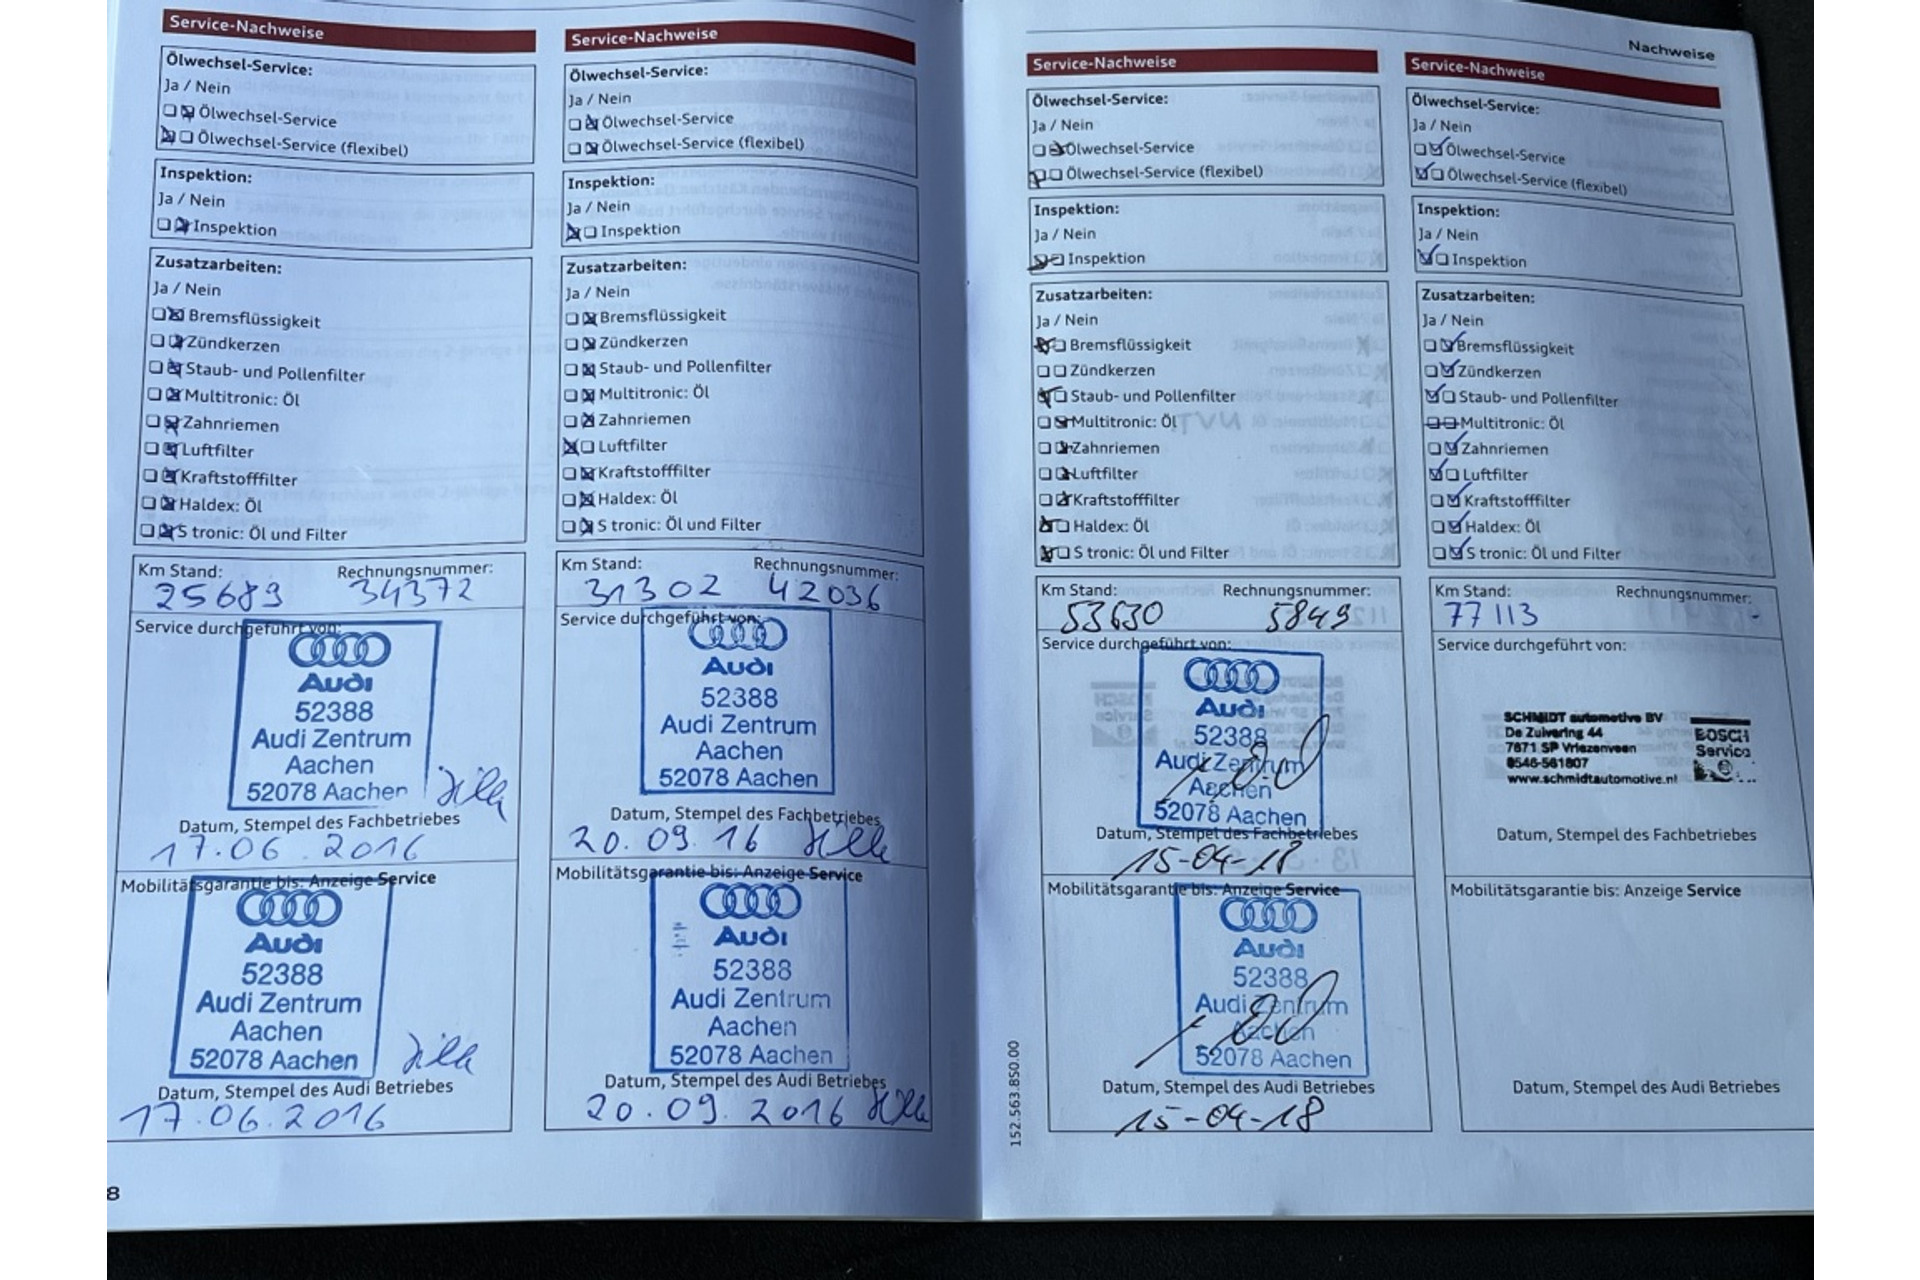 Service-Nachweise
Ölwechsel-Service:
Ja / Nein
Ölwechsel-Service
Ölwechsel-Service (flexibel)
Inspektion:
Ja / Nein
Inspektion
Zusatzarbeiten:
Ja / Nein
Bremsflüssigkeit
Zündkerzen
Staub- und Pollenfilter
Multitronic: Öl
Zahnriemen
Luftfilter
Kraftstofffilter
Haldex: Öl
S tronic: Öl und Filter
Km Stand: Rechnungsnummer:
25689 34372
Service durchgeführt von:
Audi
52388
Audi Zentrum
Aachen
52078 Aachen
Datum, Stempel des Fachbetriebes
17.06.2016
Mobilitätsgarantie bis: Anzeige Service
Audi
52388
Audi Zentrum
Aachen
52078 Aachen
Datum, Stempel des Audi Betriebes
17.06.2016
8
Service-Nachweise
Ölwechsel-Service:
Ja / Nein
Ölwechsel-Service
Ölwechsel-Service (flexibel)
Inspektion:
Ja / Nein
Inspektion
Zusatzarbeiten:
Ja / Nein
Bremsflüssigkeit
Zündkerzen
Staub- und Pollenfilter
Multitronic: Öl
Zahnriemen
Luftfilter
Kraftstofffilter
Haldex: Öl
S tronic: Öl und Filter
Km Stand: Rechnungsnummer:
31302 42036
Service durchgeführt von:
Audi
52388
Audi Zentrum
Aachen
52078 Aachen
Datum, Stempel des Fachbetriebes
20.09.16
Mobilitätsgarantie bis: Anzeige Service
Audi
52388
Audi Zentrum
Aachen
52078 Aachen
Datum, Stempel des Audi Betriebes
20.09.2016
Nachweise
Service-Nachweise
Ölwechsel-Service:
Ja / Nein
Ölwechsel-Service
Ölwechsel-Service (flexibel)
Inspektion:
Ja / Nein
Inspektion
Zusatzarbeiten:
Ja / Nein
Bremsflüssigkeit
Zündkerzen
Staub- und Pollenfilter
Multitronic: Öl
Zahnriemen
Luftfilter
Kraftstofffilter
Haldex: Öl
S tronic: Öl und Filter
Km Stand: Rechnungsnummer:
53630 5849
Service durchgeführt von:
Audi
52388
Audi Zentrum
Aachen
52078 Aachen
Datum, Stempel des Fachbetriebes
15-04-18
Mobilitätsgarantie bis: Anzeige Service
Audi
52388
Audi Zentrum
Aachen
52078 Aachen
Datum, Stempel des Audi Betriebes
15-04-18
152.563.850.00
Service-Nachweise
Ölwechsel-Service:
Ja / Nein
Ölwechsel-Service
Ölwechsel-Service (flexibel)
Inspektion:
Ja / Nein
Inspektion
Zusatzarbeiten:
Ja / Nein
Bremsflüssigkeit
Zündkerzen
Staub- und Pollenfilter
Multitronic: Öl
Zahnriemen
Luftfilter
Kraftstofffilter
Haldex: Öl
S tronic: Öl und Filter
Km Stand: Rechnungsnummer:
77113 -
Service durchgeführt von:
SCHMIDT automotive BV
De Zuivering 44
7671 SP Vriezenveen
0546-561607
www.schmidtautomotive.nl
BOSCH
Service
Datum, Stempel des Fachbetriebes
Mobilitätsgarantie bis: Anzeige Service
Datum, Stempel des Audi Betriebes